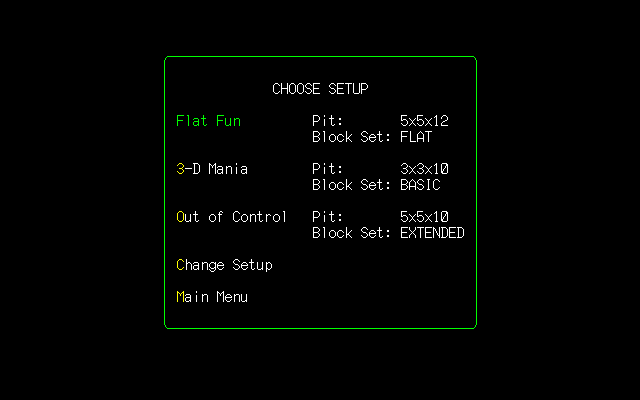 CHOOSE SETUP
Flat Fun Pit: 5x5x12
Block Set: FLAT
3-D Mania Pit: 3x3x10
Block Set: BASIC
Out of Control Pit: 5x5x10
Block Set: EXTENDED
Change Setup
Main Menu